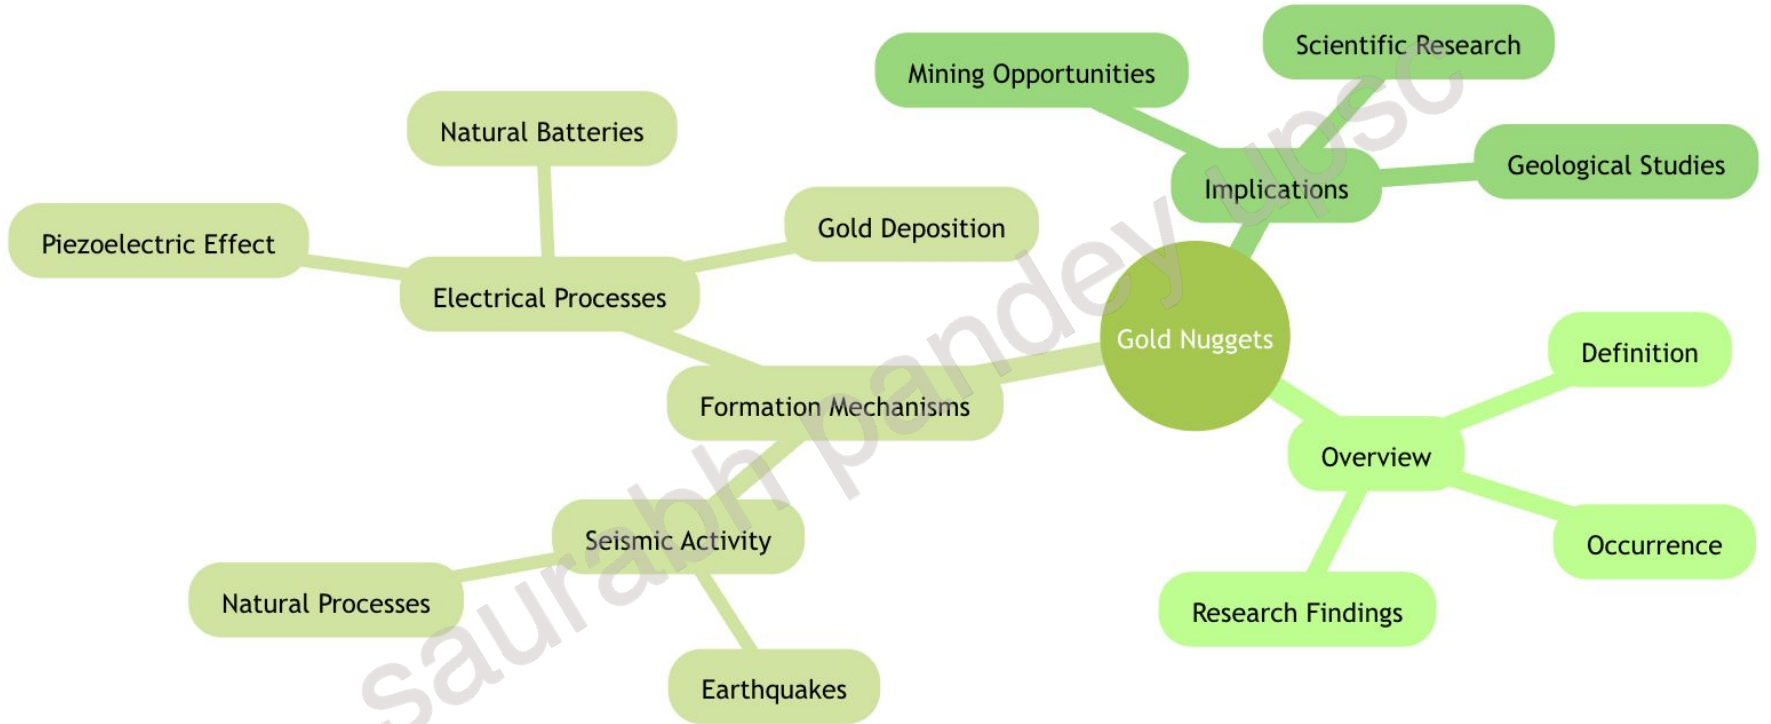 Scientific Research
Mining Opportunities
Natural Batteries
Geological Studies
Implications
Gold Deposition
Piezoelectric Effect
Electrical Processes
Gold Nuggets
Definition
Formation Mechanisms
Overview
Seismic Activity
Occurrence
Natural Processes
Research Findings
Earthquakes
saurabh pandey upsc